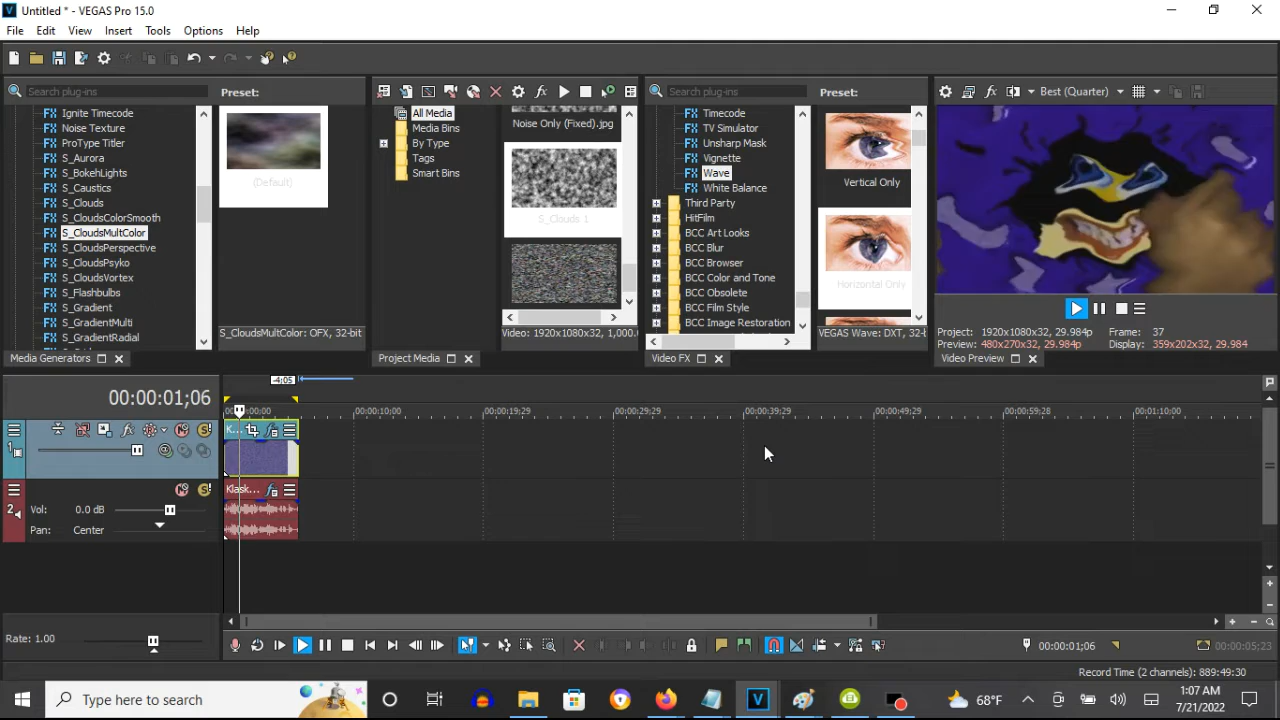 Untitled * - VEGAS Pro 15.0
File Edit View Insert Tools Options Help
Search plug-ins
Preset:
Ignite Timecode
Noise Texture
ProType Titler
S_Aurora
S_BokehLights
S_Caustics
S_Clouds
S_CloudsColorSmooth
S_CloudsMultColor
S_CloudsPerspective
S_CloudsPsyko
S_CloudsVortex
S_Flashbulbs
S_Gradient
S_GradientMulti
S_GradientRadial
(Default)
S_CloudsMultColor: OFX, 32-bit
Media Generators
All Media
Media Bins
By Type
Tags
Smart Bins
Noise Only (Fixed).jpg
S_Clouds 1
Video: 1920x1080x32, 1,000.
Project Media
Search plug-ins
Preset:
Timecode
TV Simulator
Unsharp Mask
Vignette
Wave
White Balance
Third Party
HitFilm
BCC Art Looks
BCC Blur
BCC Browser
BCC Color and Tone
BCC Obsolete
BCC Film Style
BCC Image Restoration
Vertical Only
Horizontal Only
VEGAS Wave: DXT, 32-b
Video FX
Best (Quarter)
Project: 1920x1080x32, 29.984p Frame: 37
Preview: 480x270x32, 29.984p Display: 359x202x32, 29.984
Video Preview
-4;05
00:00:01;06
00:00:10;00 00:00:19;29 00:00:29;29 00:00:39;29 00:00:49;29 00:00:59;28 00:01:10;00
K...
1
2
Vol: 0.0 dB
Pan: Center
Klask...
Rate: 1.00
00:00:01;06
00:00:05;23
Record Time (2 channels): 889:49:30
Type here to search
68°F
1:07 AM
7/21/2022